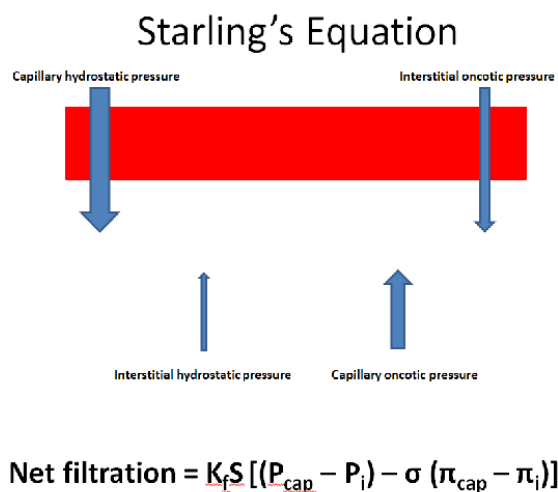 Starling’s Equation
Capillary hydrostatic pressure
Interstitial oncotic pressure
Interstitial hydrostatic pressure
Capillary oncotic pressure
Net filtration = KfS [(Pcap – Pi) – σ (πcap – πi)]